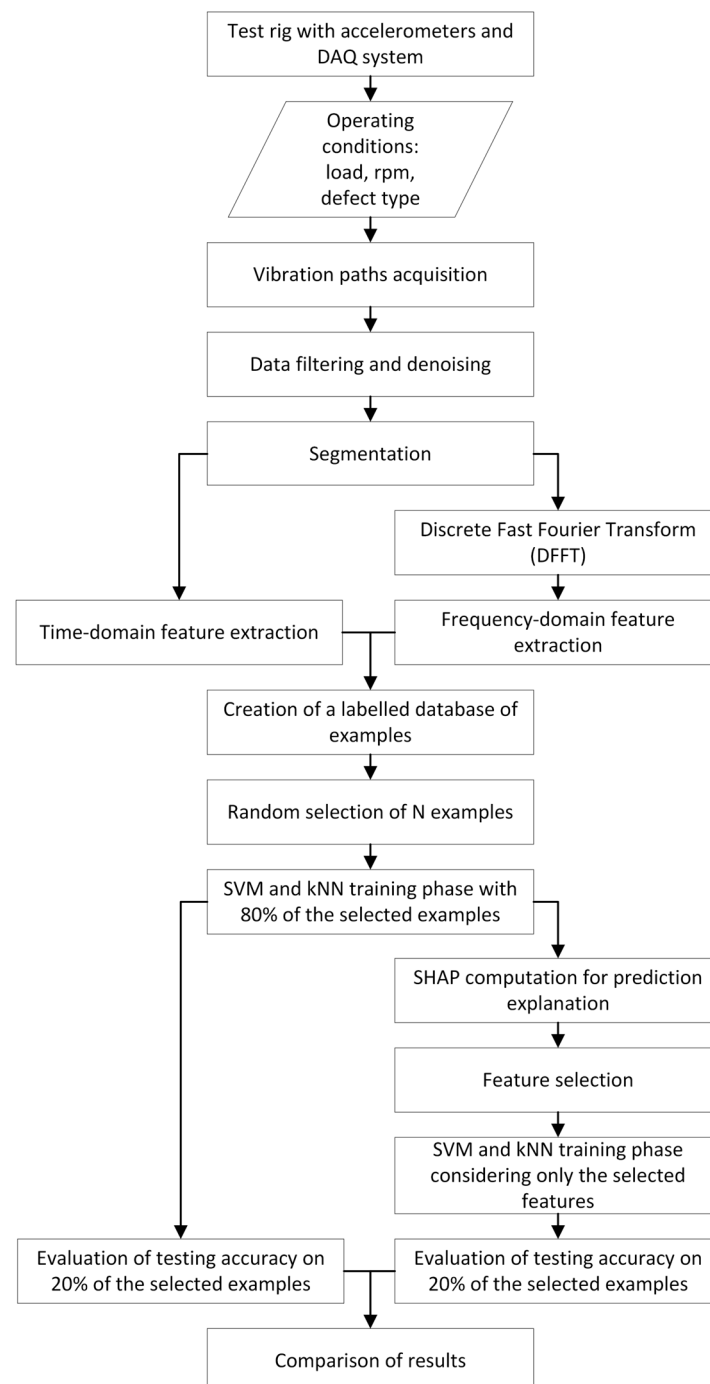 Test rig with accelerometers and
DAQ system
Operating
conditions:
load, rpm,
defect type
Vibration paths acquisition
Data filtering and denoising
Segmentation
Discrete Fast Fourier Transform
(DFFT)
Time-domain feature extraction
Frequency-domain feature
extraction
Creation of a labelled database of
examples
Random selection of N examples
SVM and kNN training phase with
80% of the selected examples
SHAP computation for prediction
explanation
Feature selection
SVM and kNN training phase
considering only the selected
features
Evaluation of testing accuracy on
20% of the selected examples
Evaluation of testing accuracy on
20% of the selected examples
Comparison of results